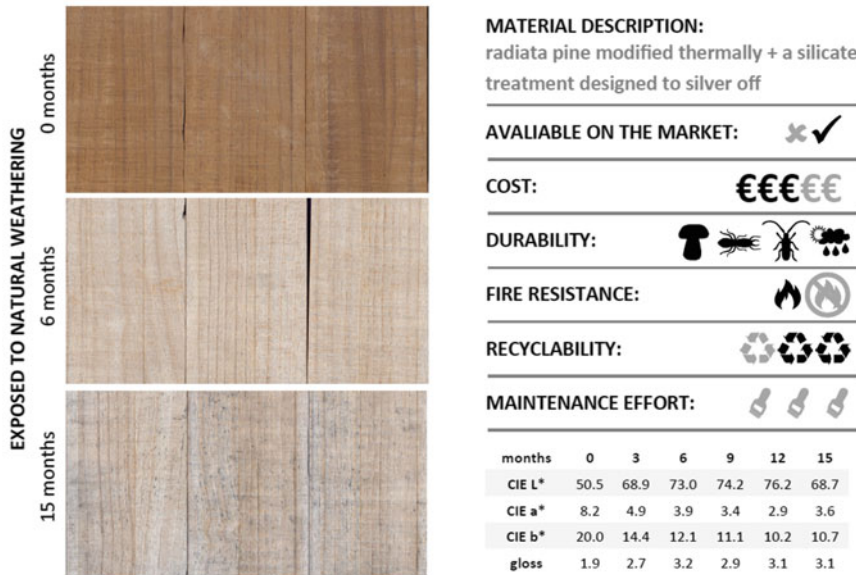 EXPOSED TO NATURAL WEATHERING
0 months
6 months
15 months
MATERIAL DESCRIPTION:
radiata pine modified thermally + a silicate
treatment designed to silver off
AVALIABLE ON THE MARKET:
COST: €€€€€
DURABILITY:
FIRE RESISTANCE:
RECYCLABILITY:
MAINTENANCE EFFORT:
months 0 3 6 9 12 15
CIE L* 50.5 68.9 73.0 74.2 76.2 68.7
CIE a* 8.2 4.9 3.9 3.4 2.9 3.6
CIE b* 20.0 14.4 12.1 11.1 10.2 10.7
gloss 1.9 2.7 3.2 2.9 3.1 3.1